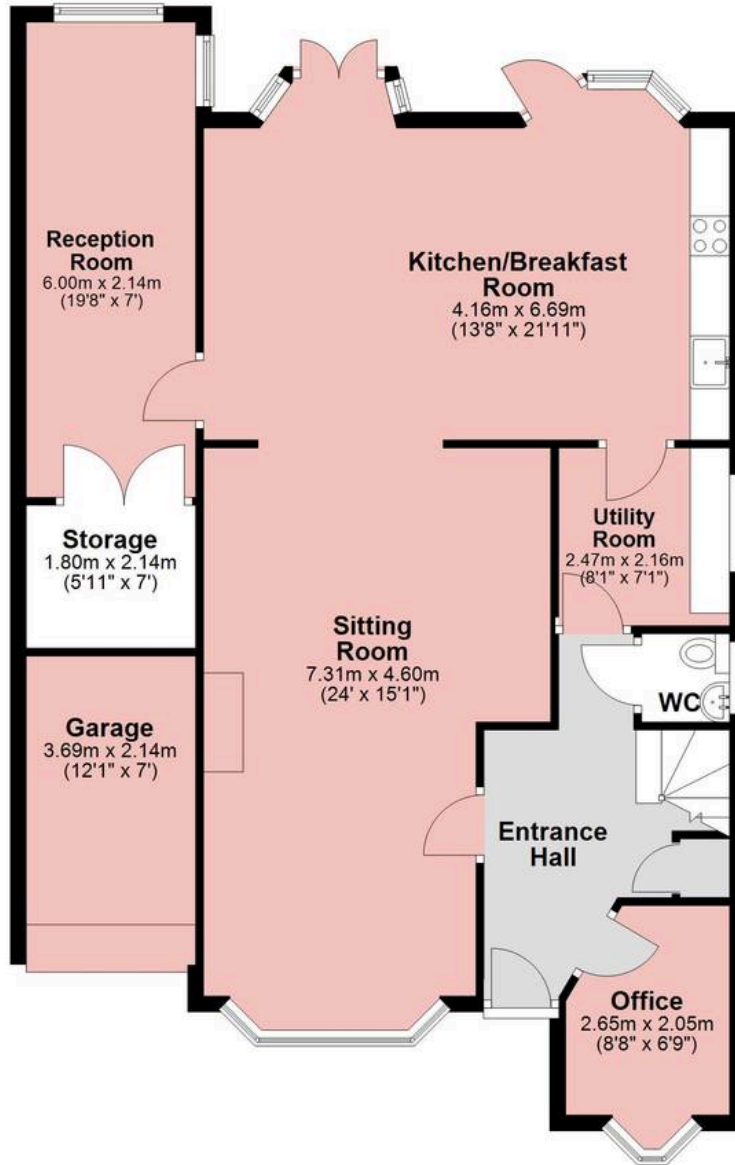 Reception
Room
6.00m x 2.14m
(19'8" x 7')
Kitchen/Breakfast
Room
4.16m x 6.69m
(13'8" x 21'11")
Storage
1.80m x 2.14m
(5'11" x 7')
Utility
Room
2.47m x 2.16m
(8'1" x 7'1")
Sitting
Room
7.31m x 4.60m
(24' x 15'1")
WC
Garage
3.69m x 2.14m
(12'1" x 7')
Entrance
Hall
Office
2.65m x 2.05m
(8'8" x 6'9")